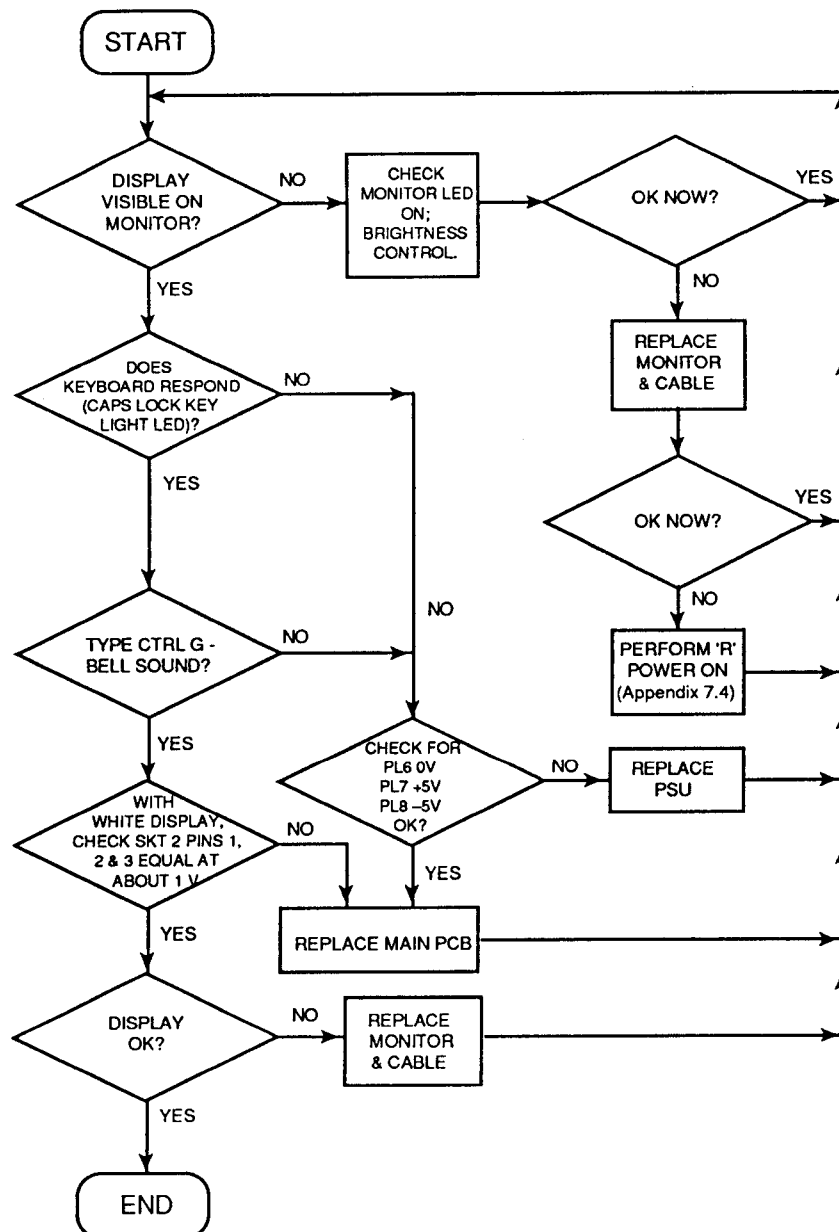 START
DISPLAY
VISIBLE ON
MONITOR?
NO
CHECK
MONITOR LED
ON;
BRIGHTNESS
CONTROL.
OK NOW?
YES
YES
NO
REPLACE
MONITOR
& CABLE
DOES
KEYBOARD RESPOND
(CAPS LOCK KEY
LIGHT LED)?
NO
YES
OK NOW?
YES
NO
NO
TYPE CTRL G -
BELL SOUND?
NO
PERFORM 'R'
POWER ON
(Appendix 7.4)
YES
CHECK FOR
PL6 0V
PL7 +5V
PL8 –5V
OK?
NO
REPLACE
PSU
WITH
WHITE DISPLAY,
CHECK SKT 2 PINS 1,
2 & 3 EQUAL AT
ABOUT 1 V
NO
YES
YES
REPLACE MAIN PCB
DISPLAY
OK?
NO
REPLACE
MONITOR
& CABLE
YES
END